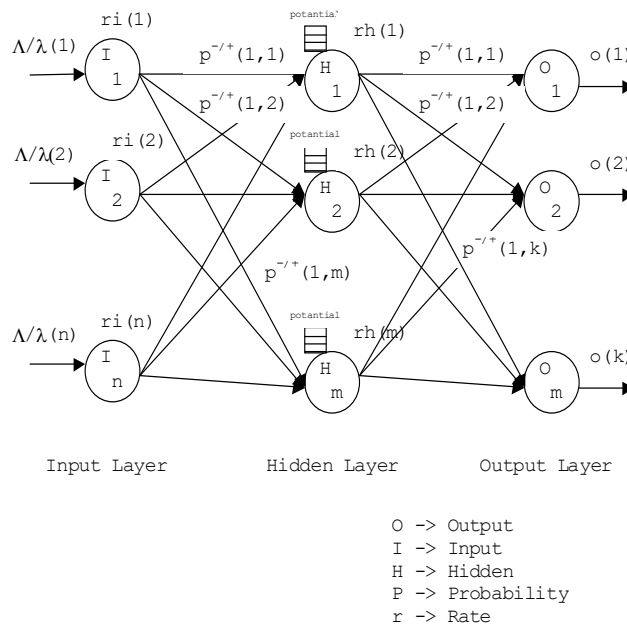 potential
ri(1)
rh(1)
Λ/λ(1)
I
1
p⁻/⁺(1,1)
H
1
p⁻/⁺(1,1)
O
1
o(1)
p⁻/⁺(1,2)
p⁻/⁺(1,2)
ri(2)
potential
rh(2)
Λ/λ(2)
I
2
H
2
O
2
o(2)
p⁻/⁺(1,k)
p⁻/⁺(1,m)
ri(n)
potential
rh(m)
Λ/λ(n)
I
n
H
m
O
m
o(k)
Input Layer
Hidden Layer
Output Layer
O -> Output
I -> Input
H -> Hidden
P -> Probability
r -> Rate